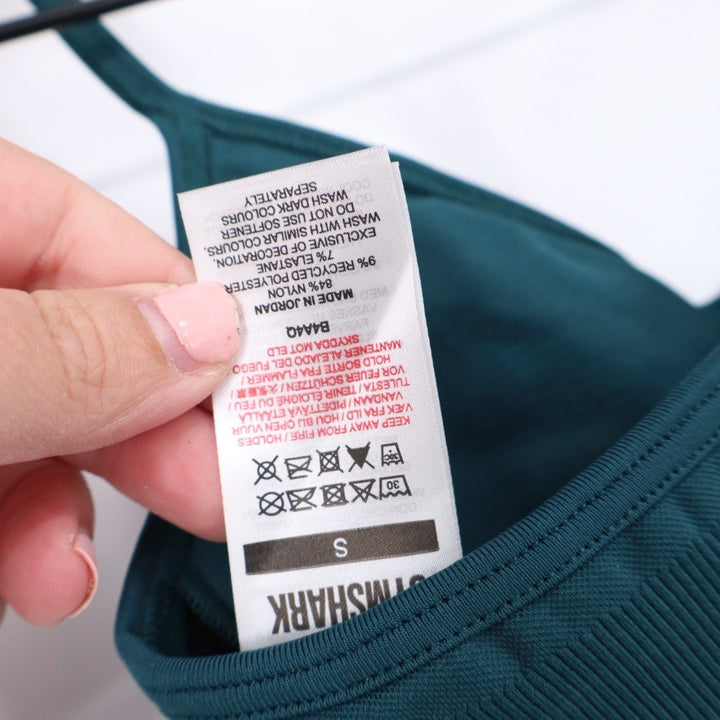 GYMSHARK
S
30
30C
KEEP AWAY FROM FIRE / HOLDES
VÆK FRA ILD / HOU BIJ OPEN VUUR
VANDAAN / PIDETTÄVÄ ETÄÄLLÄ
TULESTA / TENIR ÉLOIGNÉ DU FEU
VOR FEUER SCHÜTZEN /
HOLD BORTE FRA FLAMMER /
MANTENER ALEJADO DEL FUEGO
SKYDDA MOT ELD
B4A4Q
MADE IN JORDAN
84% NYLON
9% RECYCLED POLYESTER
7% ELASTANE
EXCLUSIVE OF DECORATION.
WASH WITH SIMILAR COLOURS.
DO NOT USE SOFTENER
WASH DARK COLOURS
SEPARATELY